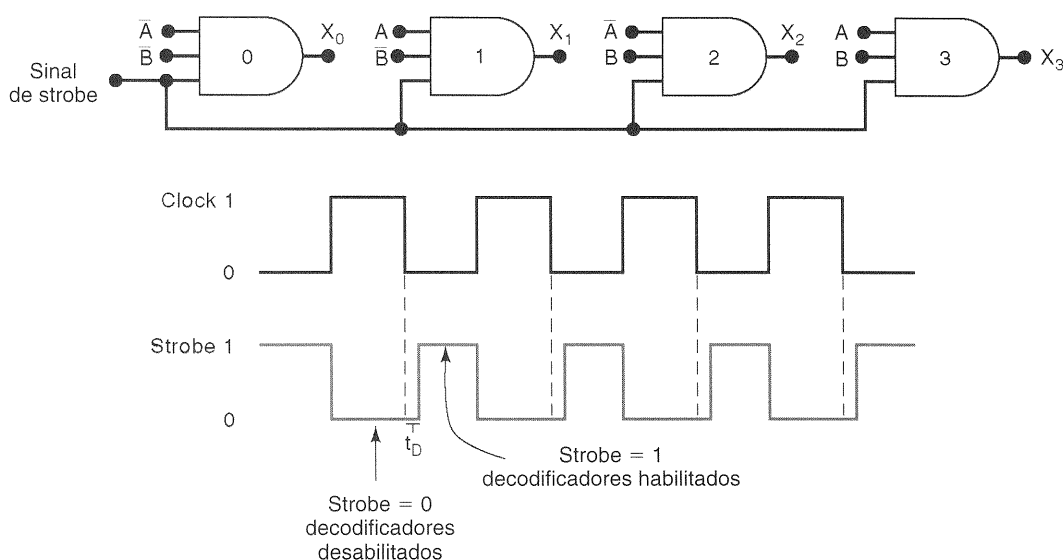 A̅ B̅ 0 X₀
A B̅ 1 X₁
A̅ B 2 X₂
A B 3 X₃
Sinal
de strobe
Clock 1
0
Strobe 1
0
t_D
Strobe = 1
decodificadores habilitados
Strobe = 0
decodificadores
desabilitados